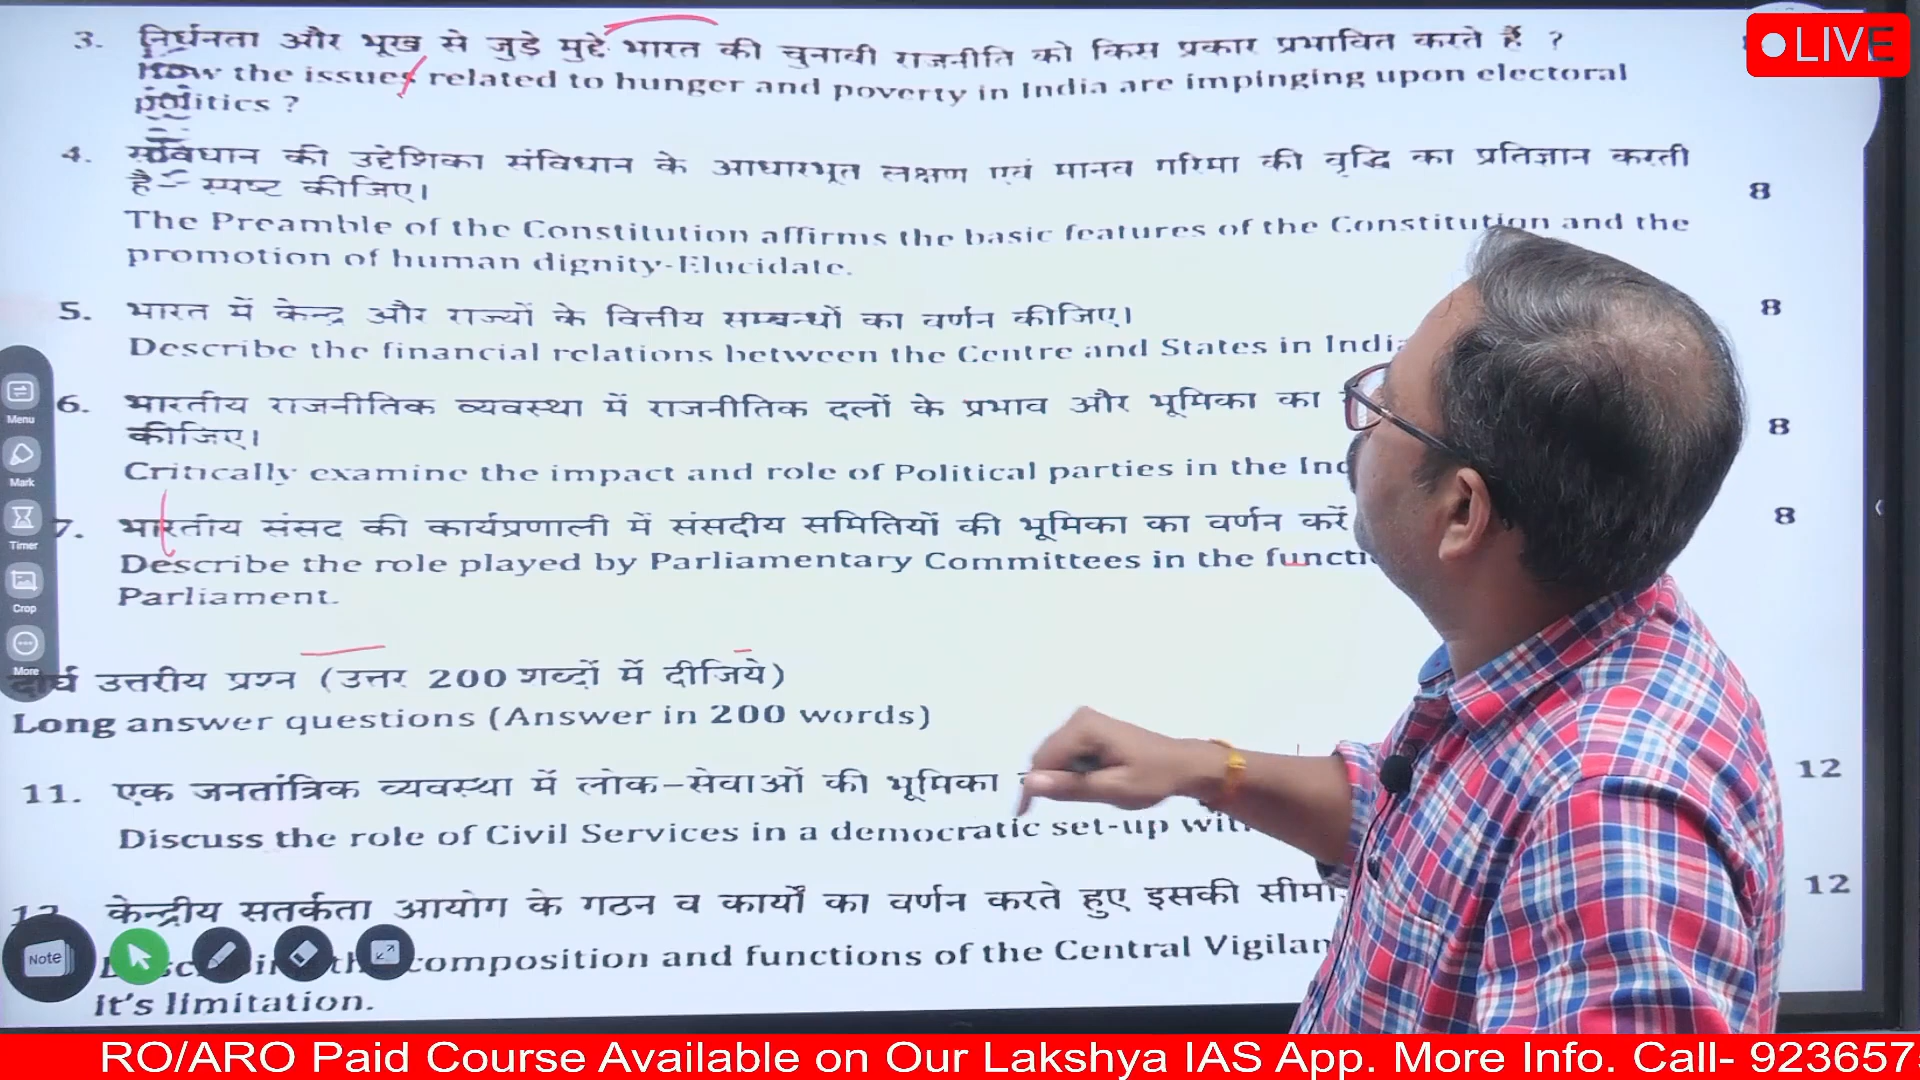 LIVE
3. निर्धनता और भूख से जुड़े मुद्दे भारत की चुनावी राजनीति को किस प्रकार प्रभावित करते हैं ?
How the issues related to hunger and poverty in India are impinging upon electoral
politics ?
4. संविधान की उद्देशिका संविधान के आधारभूत लक्षण एवं मानव गरिमा की वृद्धि का प्रतिज्ञान करती
है – स्पष्ट कीजिए। 8
The Preamble of the Constitution affirms the basic features of the Constitution and the
promotion of human dignity-Elucidate.
5. भारत में केन्द्र और राज्यों के वित्तीय सम्बन्धों का वर्णन कीजिए। 8
Describe the financial relations between the Centre and States in India
6. भारतीय राजनीतिक व्यवस्था में राजनीतिक दलों के प्रभाव और भूमिका का
कीजिए। 8
Critically examine the impact and role of Political parties in the
7. भारतीय संसद की कार्यप्रणाली में संसदीय समितियों की भूमिका का वर्णन करें 8
Describe the role played by Parliamentary Committees in the
Parliament.
दीर्घ उत्तरीय प्रश्न (उत्तर 200 शब्दों में दीजिये)
Long answer questions (Answer in 200 words)
11. एक जनतांत्रिक व्यवस्था में लोक-सेवाओं की भूमिका 12
Discuss the role of Civil Services in a democratic set-up
12. केन्द्रीय सतर्कता आयोग के गठन व कार्यों का वर्णन करते हुए इसकी 12
composition and functions of the Central
it's limitation.
Menu
Mark
Timer
Crop
More
Note
RO/ARO Paid Course Available on Our Lakshya IAS App. More Info. Call- 923657